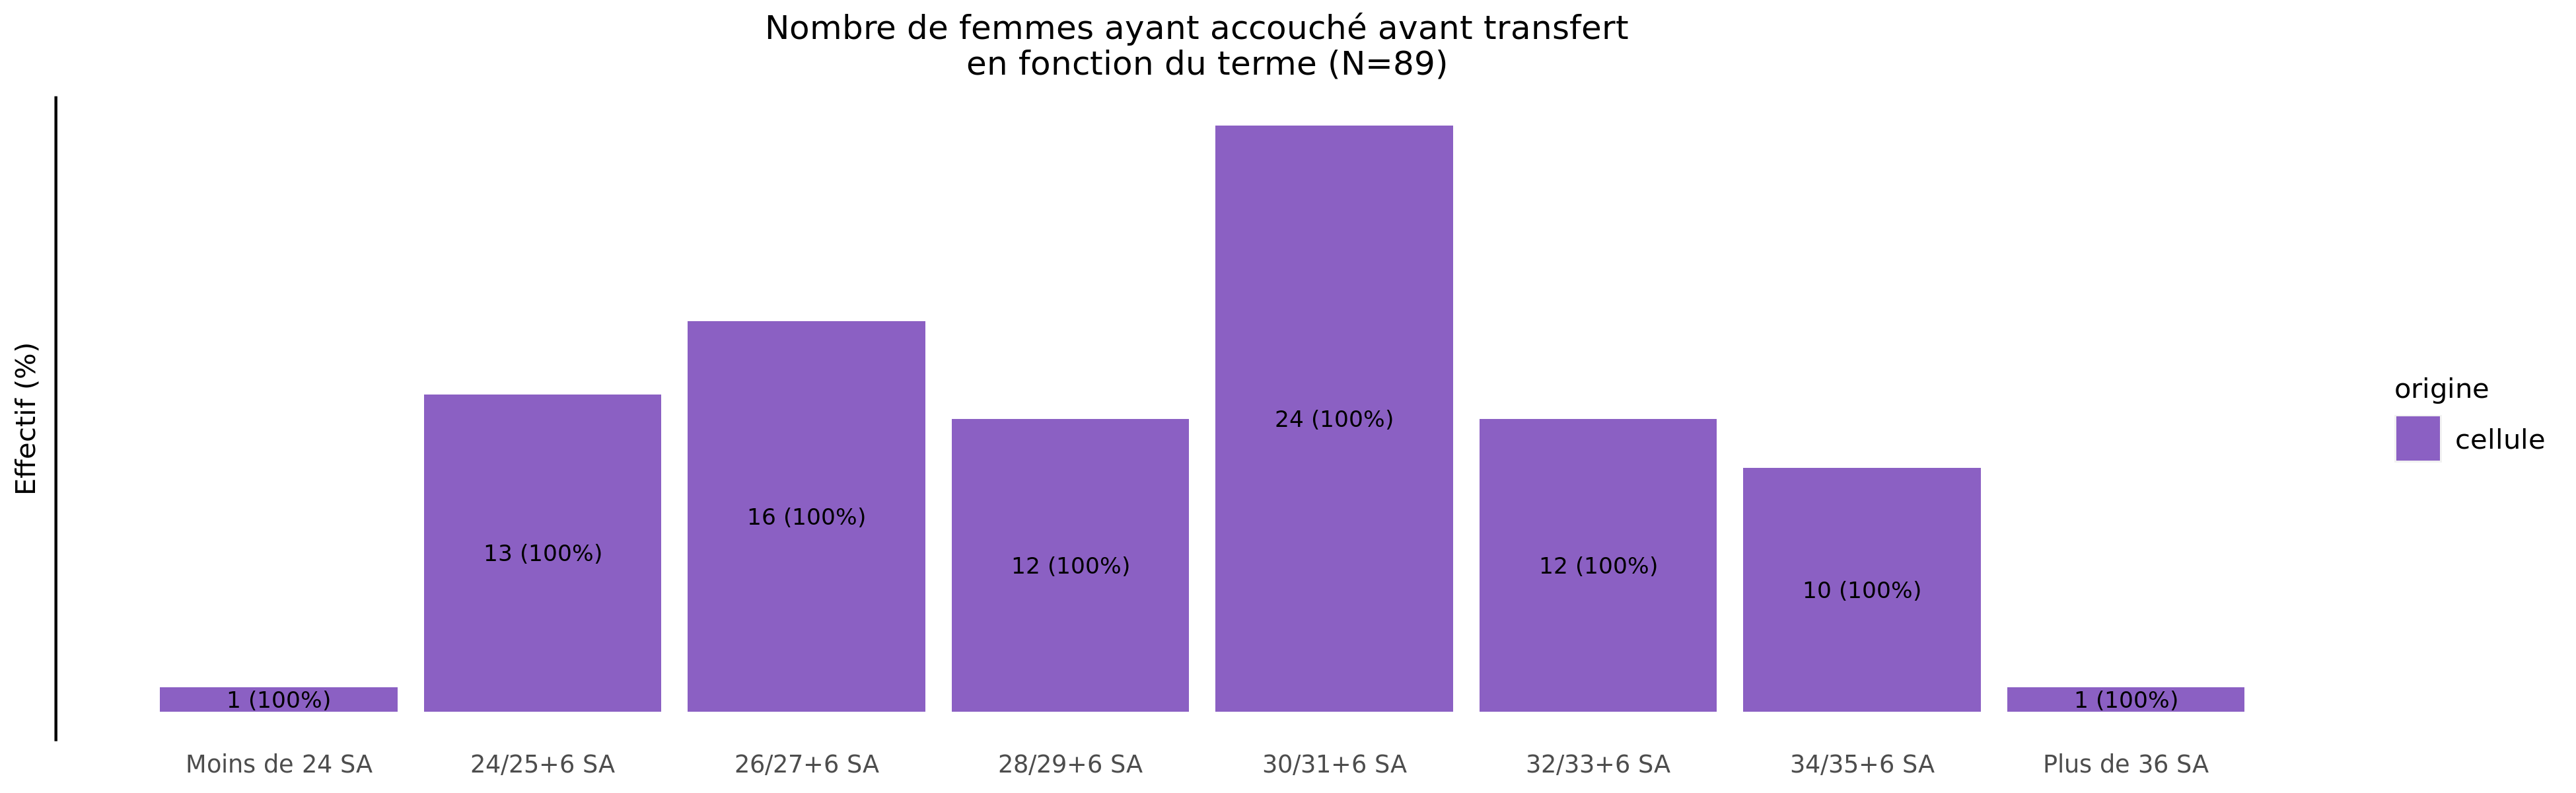 Nombre de femmes ayant accouché avant transfert
en fonction du terme (N=89)
Effectif (%)
1 (100%)
13 (100%)
16 (100%)
12 (100%)
24 (100%)
12 (100%)
10 (100%)
1 (100%)
Moins de 24 SA
24/25+6 SA
26/27+6 SA
28/29+6 SA
30/31+6 SA
32/33+6 SA
34/35+6 SA
Plus de 36 SA
origine
cellule